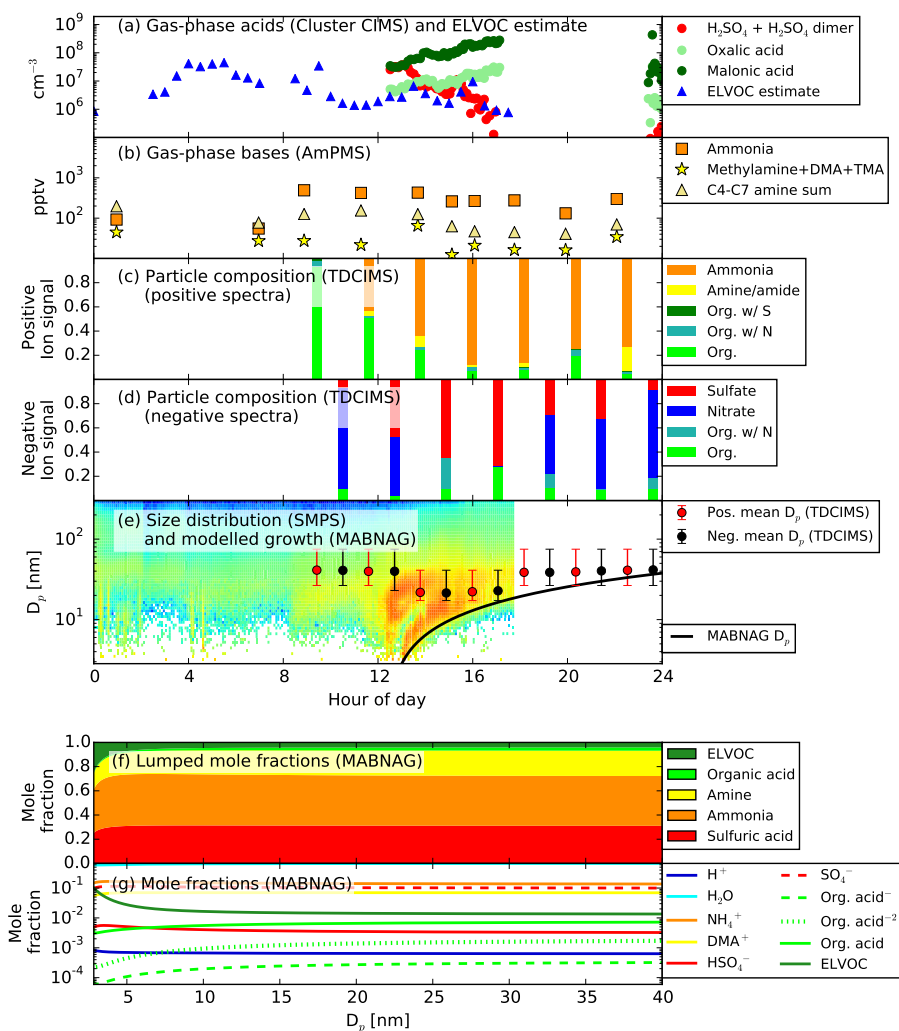 (a) Gas-phase acids (Cluster CIMS) and ELVOC estimate
10⁹
10⁸
10⁷
10⁶
cm⁻³
H₂SO₄ + H₂SO₄ dimer
Oxalic acid
Malonic acid
ELVOC estimate
(b) Gas-phase bases (AmPMS)
10³
10²
pptv
Ammonia
Methylamine+DMA+TMA
C4-C7 amine sum
(c) Particle composition (TDCIMS)
(positive spectra)
0.8
0.6
0.4
0.2
Positive
Ion signal
Ammonia
Amine/amide
Org. w/ S
Org. w/ N
Org.
(d) Particle composition (TDCIMS)
(negative spectra)
0.8
0.6
0.4
0.2
Negative
Ion signal
Sulfate
Nitrate
Org. w/ N
Org.
(e) Size distribution (SMPS)
and modelled growth (MABNAG)
10²
10¹
Dₚ [nm]
Pos. mean Dₚ (TDCIMS)
Neg. mean Dₚ (TDCIMS)
MABNAG Dₚ
0 4 8 12 16 20 24
Hour of day
(f) Lumped mole fractions (MABNAG)
1.0
0.8
0.6
0.4
0.2
0.0
Mole
fraction
ELVOC
Organic acid
Amine
Ammonia
Sulfuric acid
(g) Mole fractions (MABNAG)
10⁻¹
10⁻²
10⁻³
10⁻⁴
Mole
fraction
H⁺
H₂O
NH₄⁺
DMA⁺
HSO₄⁻
SO₄⁻
Org. acid⁻
Org. acid⁻²
Org. acid
ELVOC
5 10 15 20 25 30 35 40
Dₚ [nm]